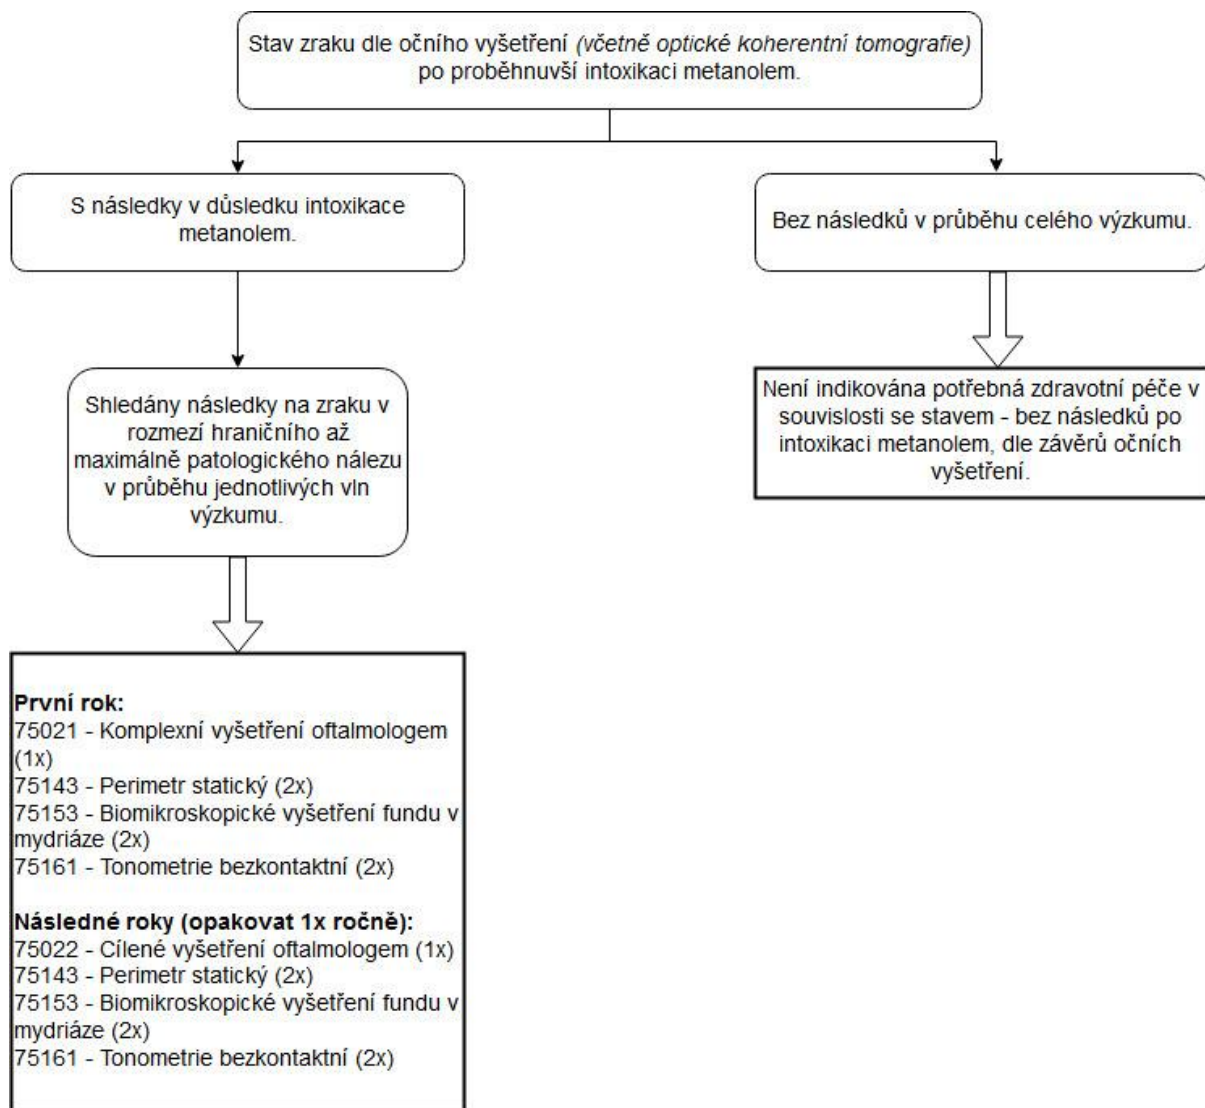 Stav zraku dle očního vyšetření (včetně optické koherentní tomografie)
po proběhnuvší intoxikaci metanolem.
S následky v důsledku intoxikace
metanolem.
Bez následků v průběhu celého výzkumu.
Shledány následky na zraku v
rozmezí hraničního až
maximálně patologického nálezu
v průběhu jednotlivých vln
výzkumu.
Není indikována potřebná zdravotní péče v
souvislosti se stavem - bez následků po
intoxikaci metanolem, dle závěrů očních
vyšetření.
První rok:
75021 - Komplexní vyšetření oftalmologem
(1x)
75143 - Perimetr statický (2x)
75153 - Biomikroskopické vyšetření fundu v
mydriáze (2x)
75161 - Tonometrie bezkontaktní (2x)
Následné roky (opakovat 1x ročně):
75022 - Cílené vyšetření oftalmologem (1x)
75143 - Perimetr statický (2x)
75153 - Biomikroskopické vyšetření fundu v
mydriáze (2x)
75161 - Tonometrie bezkontaktní (2x)